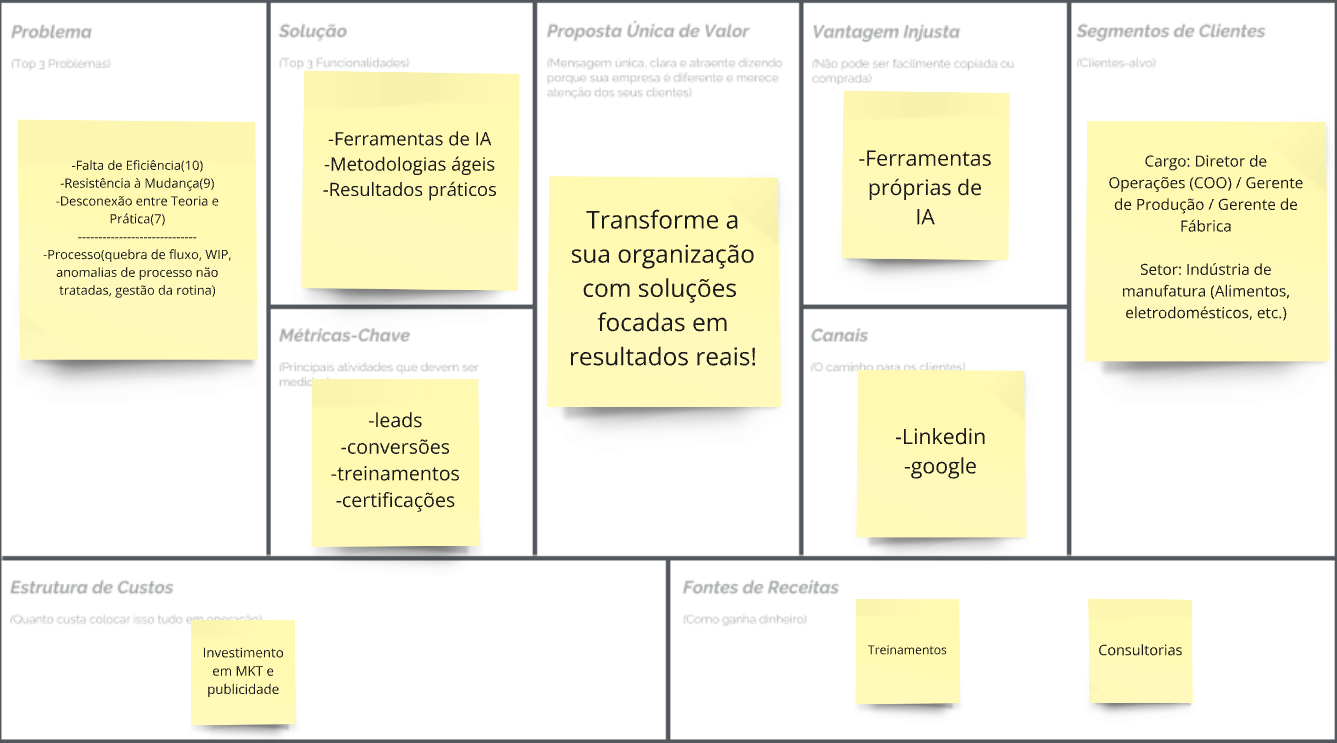 Problema
(Top 3 Problemas)
-Falta de Eficiência(10)
-Resistência à Mudança(9)
-Desconexão entre Teoria e
Prática(7)
-----------------------------
-Processo(quebra de fluxo, WIP,
anomalias de processo não
tratadas, gestão da rotina)
Solução
(Top 3 Funcionalidades)
-Ferramentas de IA
-Metodologias ágeis
-Resultados práticos
Métricas-Chave
(Principais atividades que devem ser
-leads
-conversões
-treinamentos
-certificações
Proposta Única de Valor
(Mensagem única, clara e atraente dizendo
porque sua empresa é diferente e merece
atenção dos seus clientes)
Transforme a
sua organização
com soluções
focadas em
resultados reais!
Vantagem Injusta
(Não pode ser facilmente copiada ou
comprada)
-Ferramentas
próprias de
IA
Canais
(O caminho para os clientes)
-Linkedin
-google
Segmentos de Clientes
(Clientes-alvo)
Cargo: Diretor de
Operações (COO) / Gerente
de Produção / Gerente de
Fábrica
Setor: Indústria de
manufatura (Alimentos,
eletrodomésticos, etc.)
Estrutura de Custos
(Quanto custa colocar isso tudo em operação)
Investimento
em MKT e
publicidade
Fontes de Receitas
(Como ganha dinheiro)
Treinamentos
Consultorias